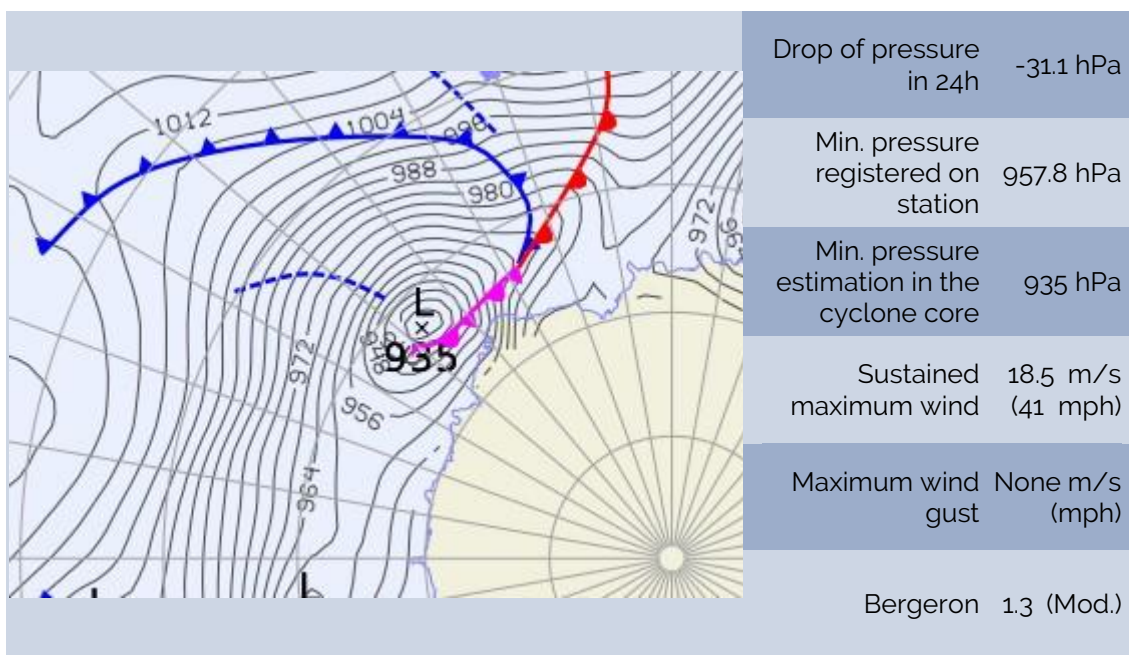 1012
1004
996
988
980
972
96
L
948
935
972
956
964
L
L
Drop of pressure
in 24h
-31.1 hPa
Min. pressure
registered on
station
957.8 hPa
Min. pressure
estimation in the
cyclone core
935 hPa
Sustained
maximum wind
18.5 m/s
(41 mph)
Maximum wind
gust
None m/s
(mph)
Bergeron
1.3 (Mod.)